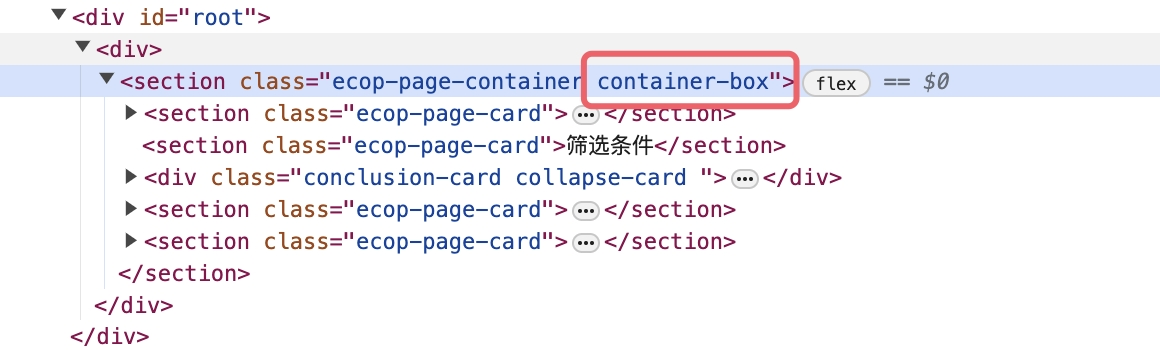 <div id="root">
<div>
<section class="ecop-page-container container-box"> flex == $0
<section class="ecop-page-card"> ••• </section>
<section class="ecop-page-card">筛选条件</section>
<div class="conclusion-card collapse-card "> ••• </div>
<section class="ecop-page-card"> ••• </section>
<section class="ecop-page-card"> ••• </section>
</section>
</div>
</div>